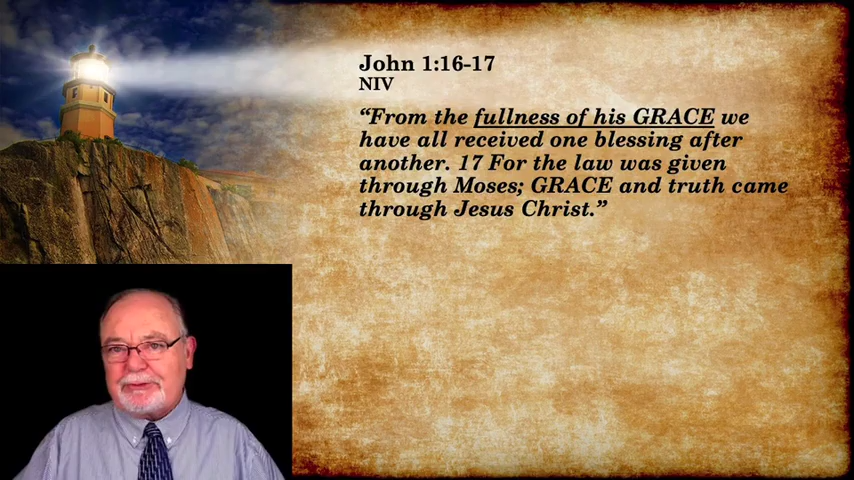 John 1:16-17
NIV
“From the fullness of his GRACE we
have all received one blessing after
another. 17 For the law was given
through Moses; GRACE and truth came
through Jesus Christ.”